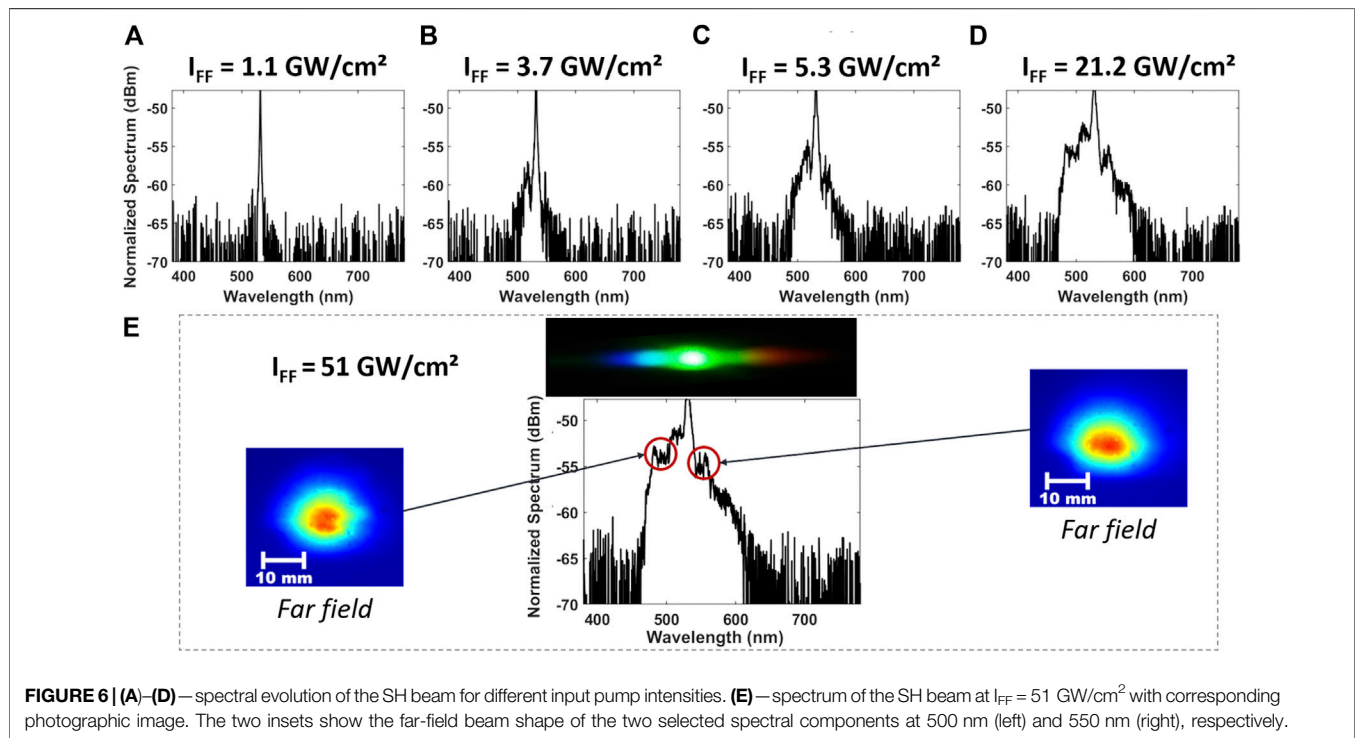 A B C D
I_FF = 1.1 GW/cm² I_FF = 3.7 GW/cm² I_FF = 5.3 GW/cm² I_FF = 21.2 GW/cm²
Normalized Spectrum (dBm)
-50 -50 -50 -50
-55 -55 -55 -55
-60 -60 -60 -60
-65 -65 -65 -65
-70 -70 -70 -70
400 500 600 700 400 500 600 700 400 500 600 700 400 500 600 700
Wavelength (nm) Wavelength (nm) Wavelength (nm) Wavelength (nm)
E
I_FF = 51 GW/cm²
Normalized Spectrum (dBm)
-50
-55
-60
-65
-70
400 500 600 700
Wavelength (nm)
10 mm
Far field
10 mm
Far field
FIGURE 6 | (A)–(D)—spectral evolution of the SH beam for different input pump intensities. (E)—spectrum of the SH beam at I_FF = 51 GW/cm² with corresponding
photographic image. The two insets show the far-field beam shape of the two selected spectral components at 500 nm (left) and 550 nm (right), respectively.